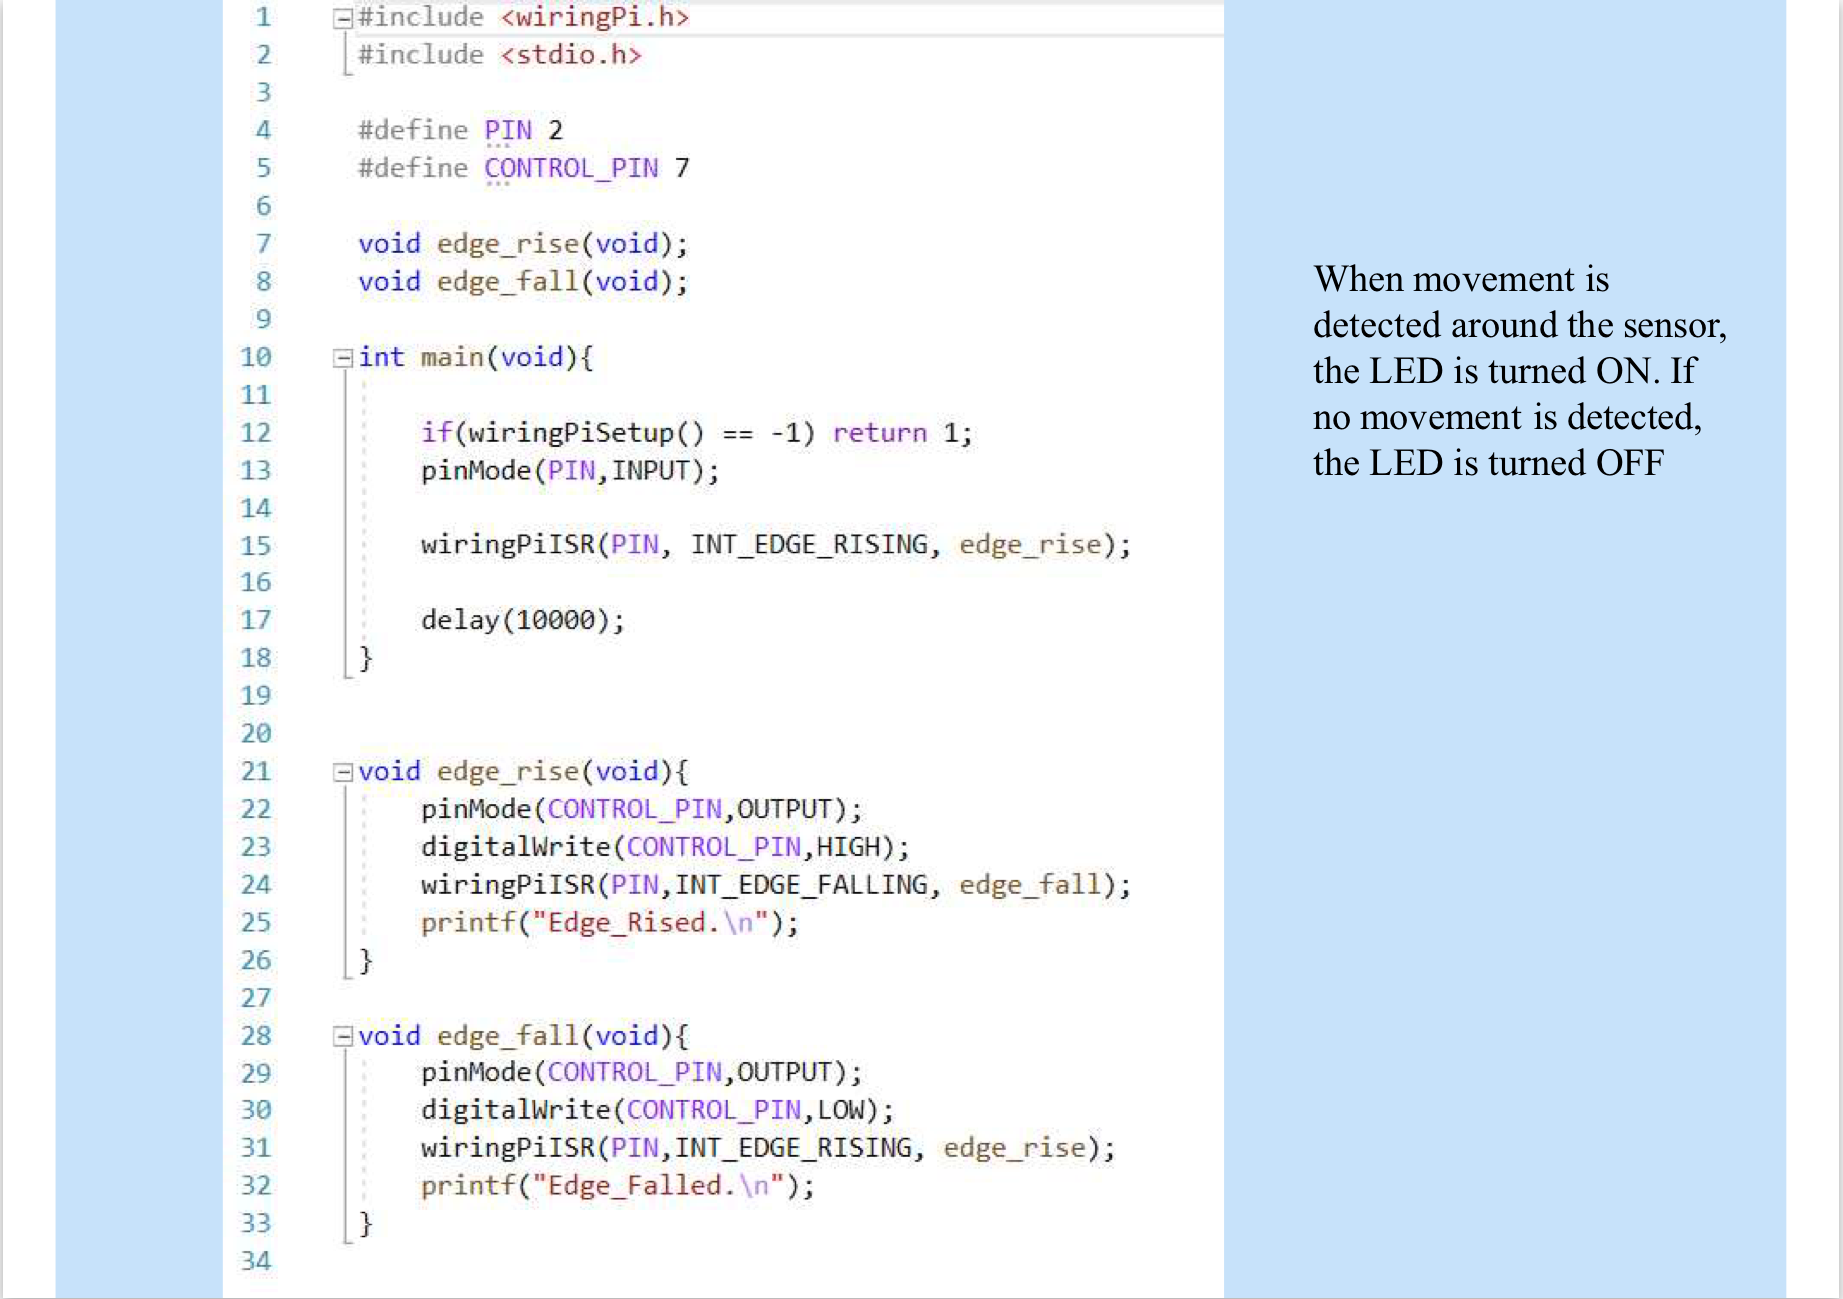 1 #include <wiringPi.h>
2 #include <stdio.h>
3
4 #define PIN 2
5 #define CONTROL_PIN 7
6
7 void edge_rise(void);
8 void edge_fall(void);
9
10 int main(void){
11
12 if(wiringPiSetup() == -1) return 1;
13 pinMode(PIN,INPUT);
14
15 wiringPiISR(PIN, INT_EDGE_RISING, edge_rise);
16
17 delay(10000);
18 }
19
20
21 void edge_rise(void){
22 pinMode(CONTROL_PIN,OUTPUT);
23 digitalWrite(CONTROL_PIN,HIGH);
24 wiringPiISR(PIN,INT_EDGE_FALLING, edge_fall);
25 printf("Edge_Rised.\n");
26 }
27
28 void edge_fall(void){
29 pinMode(CONTROL_PIN,OUTPUT);
30 digitalWrite(CONTROL_PIN,LOW);
31 wiringPiISR(PIN,INT_EDGE_RISING, edge_rise);
32 printf("Edge_Falled.\n");
33 }
34
When movement is
detected around the sensor,
the LED is turned ON. If
no movement is detected,
the LED is turned OFF